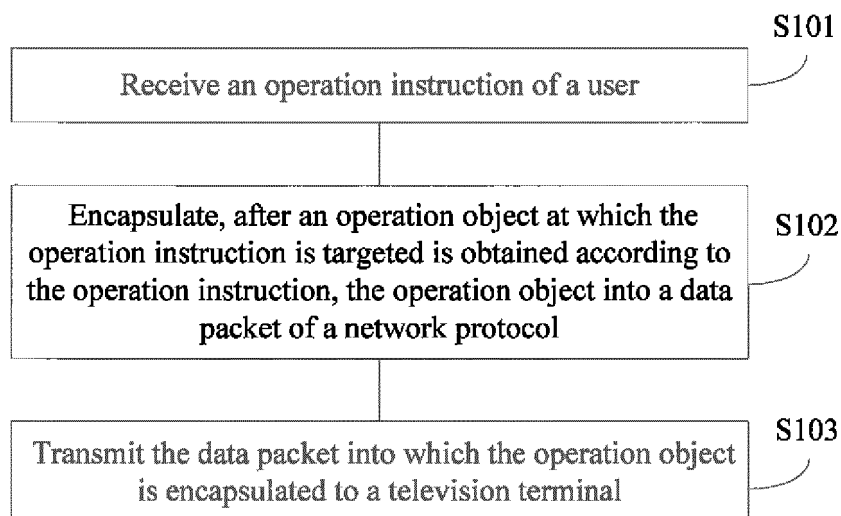 S101
Receive an operation instruction of a user
S102
Encapsulate, after an operation object at which the
operation instruction is targeted is obtained according to
the operation instruction, the operation object into a data
packet of a network protocol
S103
Transmit the data packet into which the operation object
is encapsulated to a television terminal